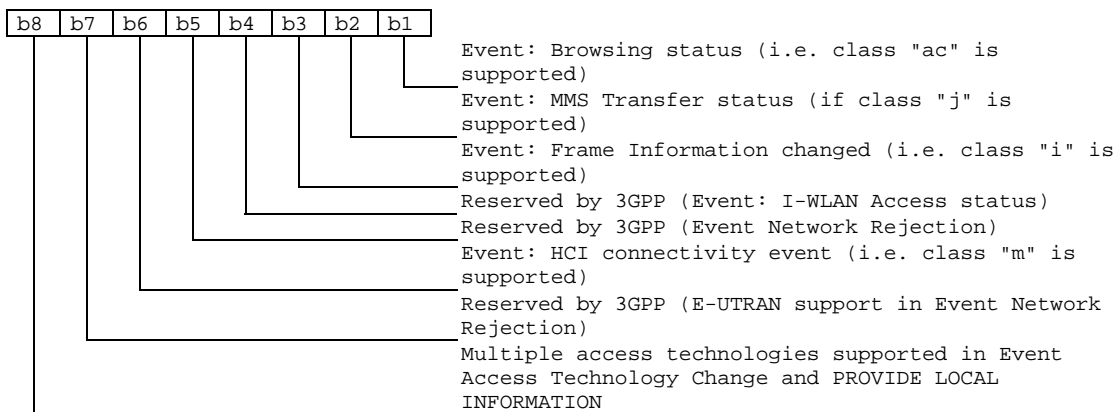 b8 b7 b6 b5 b4 b3 b2 b1
Event: Browsing status (i.e. class "ac" is
supported)
Event: MMS Transfer status (if class "j" is
supported)
Event: Frame Information changed (i.e. class "i" is
supported)
Reserved by 3GPP (Event: I-WLAN Access status)
Reserved by 3GPP (Event Network Rejection)
Event: HCI connectivity event (i.e. class "m" is
supported)
Reserved by 3GPP (E-UTRAN support in Event Network
Rejection)
Multiple access technologies supported in Event
Access Technology Change and PROVIDE LOCAL
INFORMATION